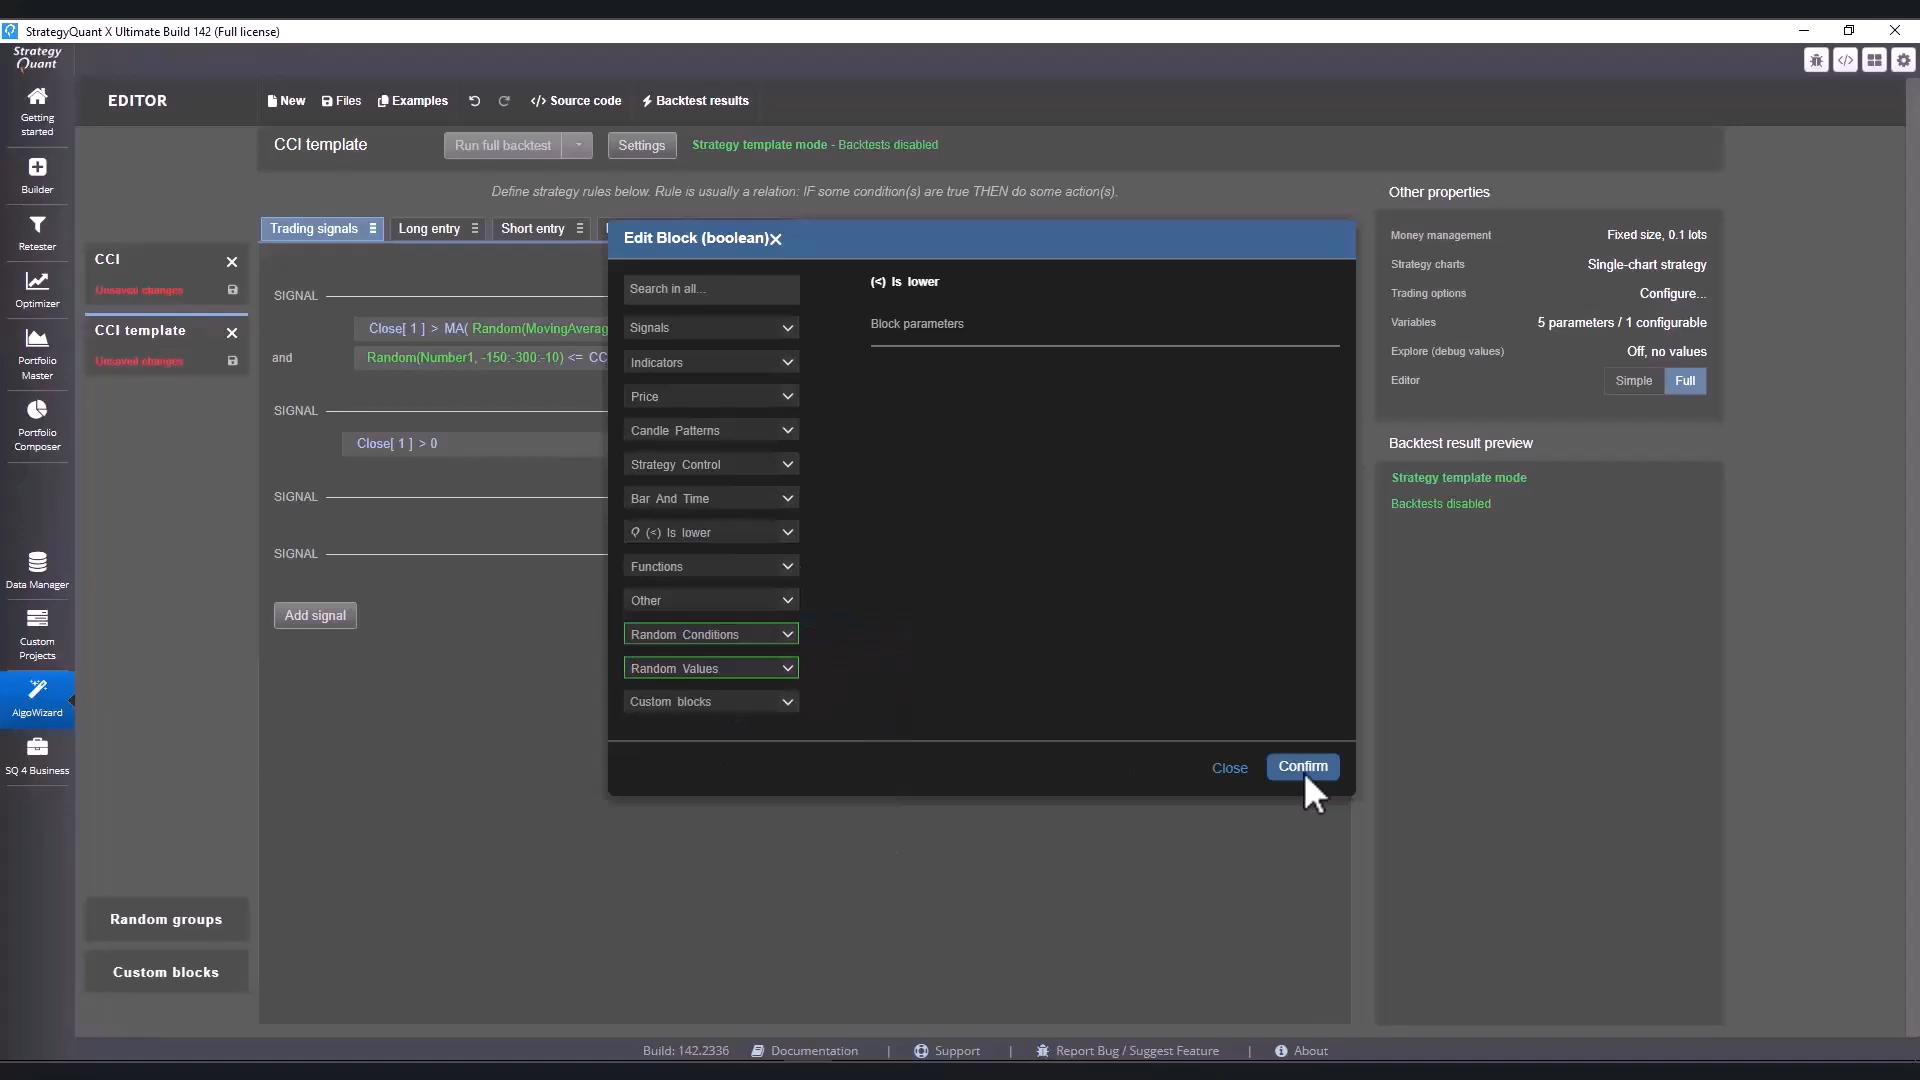 StrategyQuant X Ultimate Build 142 (Full license)
Strategy
Quant
EDITOR
New
Files
Examples
</> Source code
Backtest results
Getting
started
Builder
Retester
Optimizer
Portfolio
Master
Portfolio
Composer
Data Manager
Custom
Projects
AlgoWizard
SQ 4 Business
CCI
Unsaved changes
CCI template
Unsaved changes
Random groups
Custom blocks
CCI template
Run full backtest
Settings
Strategy template mode - Backtests disabled
Define strategy rules below. Rule is usually a relation: IF some condition(s) are true THEN do some action(s).
Trading signals
Long entry
Short entry
SIGNAL
Close[ 1 ] > MA( Random(MovingAverag
and
Random(Number1, -150:-300:-10) <= CC
SIGNAL
Close[ 1 ] > 0
SIGNAL
SIGNAL
Add signal
Edit Block (boolean)
Search in all...
Signals
Indicators
Price
Candle Patterns
Strategy Control
Bar And Time
(<) Is lower
Functions
Other
Random Conditions
Random Values
Custom blocks
(<) Is lower
Block parameters
Close
Confirm
Other properties
Money management Fixed size, 0.1 lots
Strategy charts Single-chart strategy
Trading options Configure...
Variables 5 parameters / 1 configurable
Explore (debug values) Off, no values
Editor Simple Full
Backtest result preview
Strategy template mode
Backtests disabled
Build: 142.2336 Documentation | Support | Report Bug / Suggest Feature | About